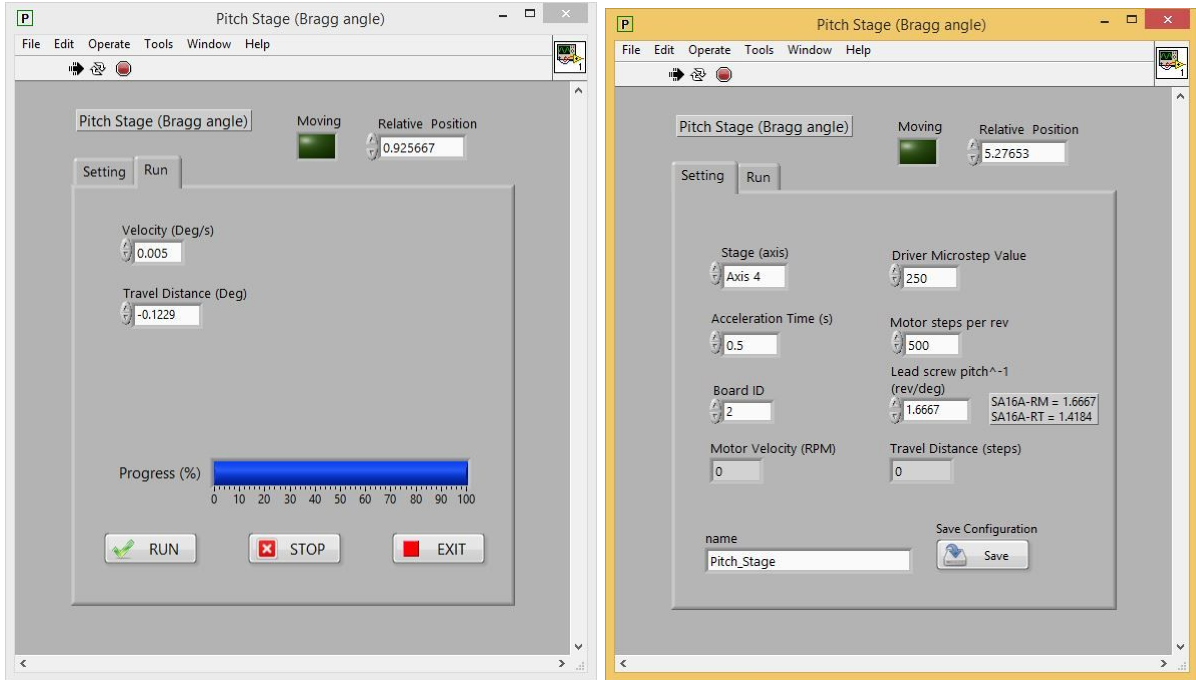 Pitch Stage (Bragg angle)
File Edit Operate Tools Window Help
1
Pitch Stage (Bragg angle)
Moving
Relative Position
0.925667
Setting
Run
Velocity (Deg/s)
0.005
Travel Distance (Deg)
-0.1229
Progress (%)
0 10 20 30 40 50 60 70 80 90 100
RUN
STOP
EXIT
Pitch Stage (Bragg angle)
File Edit Operate Tools Window Help
1
Pitch Stage (Bragg angle)
Moving
Relative Position
5.27653
Setting
Run
Stage (axis)
Axis 4
Driver Microstep Value
250
Acceleration Time (s)
0.5
Motor steps per rev
500
Board ID
2
Lead screw pitch^-1
(rev/deg)
1.6667
SA16A-RM = 1.6667
SA16A-RT = 1.4184
Motor Velocity (RPM)
0
Travel Distance (steps)
0
name
Pitch_Stage
Save Configuration
Save